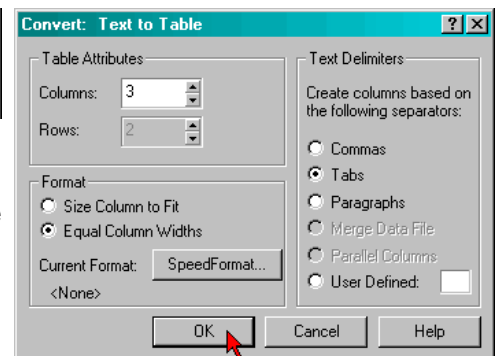 Convert: Text to Table
Table Attributes
Columns: 3
Rows: 2
Format
Size Column to Fit
Equal Column Widths
Current Format: SpeedFormat...
<None>
Text Delimiters
Create columns based on
the following separators:
Commas
Tabs
Paragraphs
Merge Data File
Parallel Columns
User Defined:
OK Cancel Help